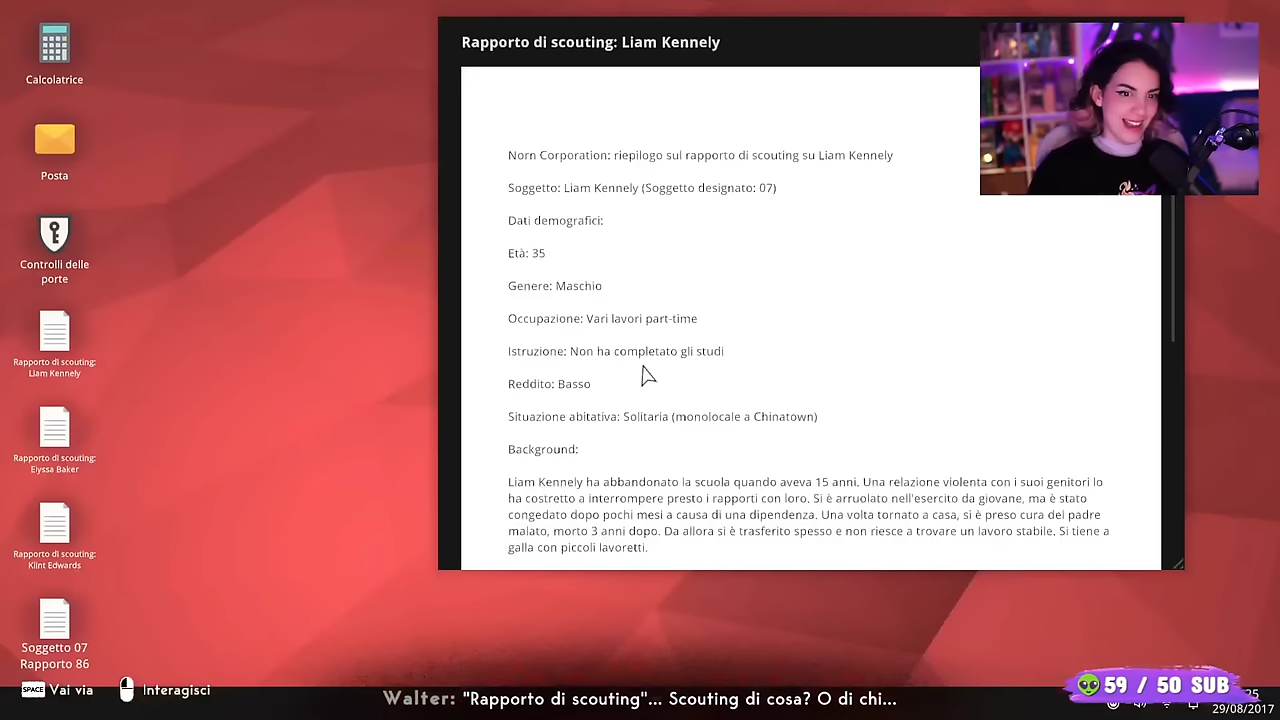 Rapporto di scouting: Liam Kennely
Norn Corporation: riepilogo sul rapporto di scouting su Liam Kennely
Soggetto: Liam Kennely (Soggetto designato: 07)
Dati demografici:
Età: 35
Genere: Maschio
Occupazione: Vari lavori part-time
Istruzione: Non ha completato gli studi
Reddito: Basso
Situazione abitativa: Solitaria (monolocale a Chinatown)
Background:
Liam Kennely ha abbandonato la scuola quando aveva 15 anni. Una relazione violenta con i suoi genitori lo
ha costretto a interrompere presto i rapporti con loro. Si è arruolato nell'esercito da giovane, ma è stato
congedato dopo pochi mesi a causa di una dipendenza. Una volta tornato a casa, si è preso cura del padre
malato, morto 3 anni dopo. Da allora si è trasferito spesso e non riesce a trovare un lavoro stabile. Si tiene a
galla con piccoli lavoretti.
Calcolatrice
Posta
Controlli delle
porte
Rapporto di scouting:
Liam Kennely
Rapporto di scouting:
Elyssa Baker
Rapporto di scouting:
Klint Edwards
Soggetto 07
Rapporto 86
SPACE Vai via
Interagisci
Walter: "Rapporto di scouting"... Scouting di cosa? O di chi...
59 / 50 SUB
29/08/2017